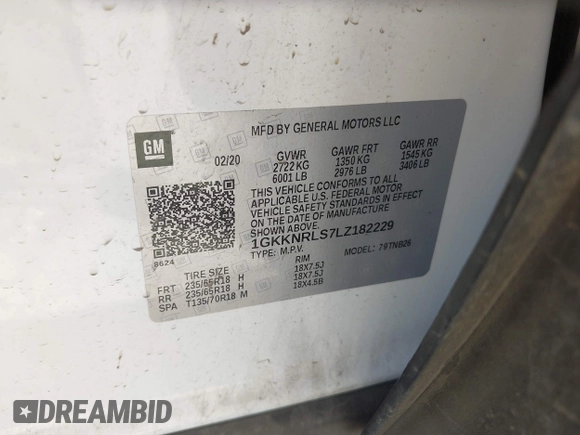 MFD BY GENERAL MOTORS LLC
GM
02/20
GVWR GAWR FRT GAWR RR
2722 KG 1350 KG 1545 KG
6001 LB 2976 LB 3406 LB
THIS VEHICLE CONFORMS TO ALL
APPLICABLE U.S. FEDERAL MOTOR
VEHICLE SAFETY STANDARDS IN EFFECT
ON THE DATE OF MANUFACTURE SHOWN
ABOVE.
1GKKNRLS7LZ182229
TYPE: M.P.V. 79TNB26
8624
TIRE SIZE RIM
FRT 235/65R18 H 18X7.5J
RR 235/65R18 H 18X7.5J
SPA T135/70R18 M 18X4.5B
DREAMBID